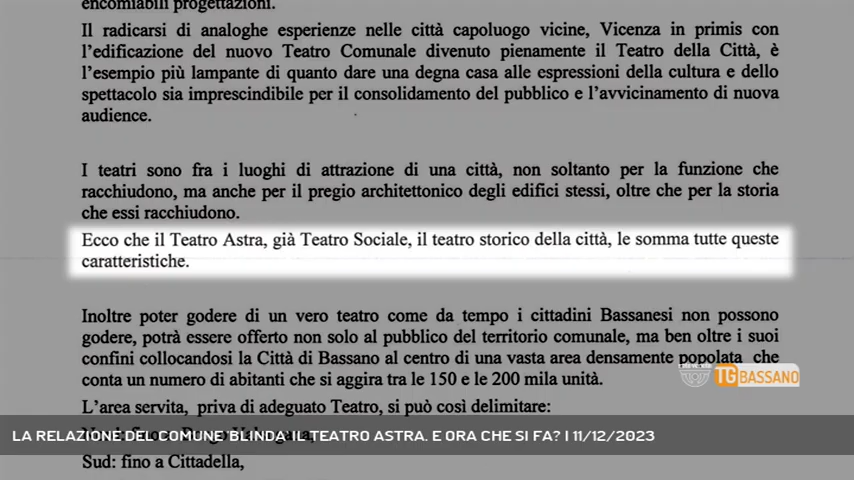 encomiabili progettazioni.
Il radicarsi di analoghe esperienze nelle città capoluogo vicine, Vicenza in primis con
l’edificazione del nuovo Teatro Comunale divenuto pienamente il Teatro della Città, è
l’esempio più lampante di quanto dare una degna casa alle espressioni della cultura e dello
spettacolo sia imprescindibile per il consolidamento del pubblico e l’avvicinamento di nuova
audience.
I teatri sono fra i luoghi di attrazione di una città, non soltanto per la funzione che
racchiudono, ma anche per il pregio architettonico degli edifici stessi, oltre che per la storia
che essi racchiudono.
Ecco che il Teatro Astra, già Teatro Sociale, il teatro storico della città, le somma tutte queste
caratteristiche.
Inoltre poter godere di un vero teatro come da tempo i cittadini Bassanesi non possono
godere, potrà essere offerto non solo al pubblico del territorio comunale, ma ben oltre i suoi
confini collocandosi la Città di Bassano al centro di una vasta area densamente popolata che
conta un numero di abitanti che si aggira tra le 150 e le 200 mila unità.
TG BASSANO
L’area servita, priva di adeguato Teatro, si può così delimitare:
LA RELAZIONE DEL COMUNE BLINDA IL TEATRO ASTRA. E ORA CHE SI FA? | 11/12/2023
Sud: fino a Cittadella,